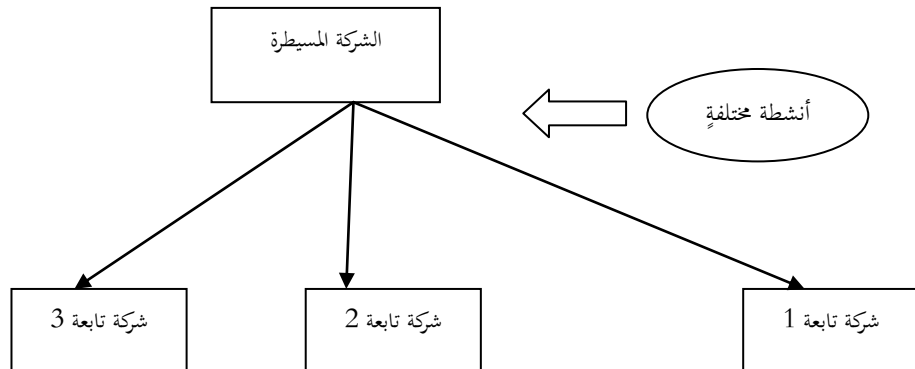 الشركة المسيطرة
أنشطة مختلفةٍ
شركة تابعة 1
شركة تابعة 2
شركة تابعة 3